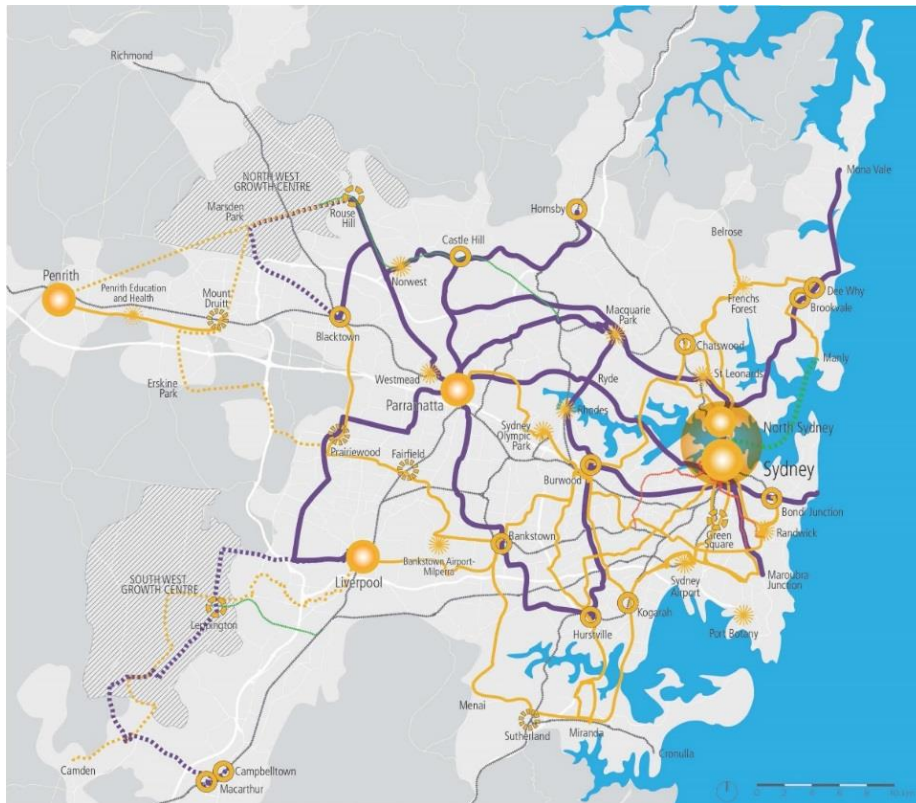 Richmond
NORTH WEST
GROWTH CENTRE
Marsden
Park
Rouse
Hill
Hornsby
Mona Vale
Castle Hill
Belrose
Penrith
Penrith Education
and Health
Mount
Druitt
Norwest
Macquarie
Park
Frenchs
Forest
Dee Why
Brookvale
Blacktown
Chatswood
Manly
Erskine
Park
Westmead
Parramatta
Ryde
St Leonards
Rhodes
North Sydney
Sydney
Olympic
Park
Prairiewood
Fairfield
Sydney
Burwood
Bondi Junction
Bankstown
Green
Square
Randwick
Bankstown Airport-
Milperra
Liverpool
SOUTH WEST
GROWTH CENTRE
Sydney
Airport
Maroubra
Junction
Leppington
Kogarah
Port Botany
Hurstville
Menai
Sutherland
Miranda
Cronulla
Camden
Campbelltown
Macarthur